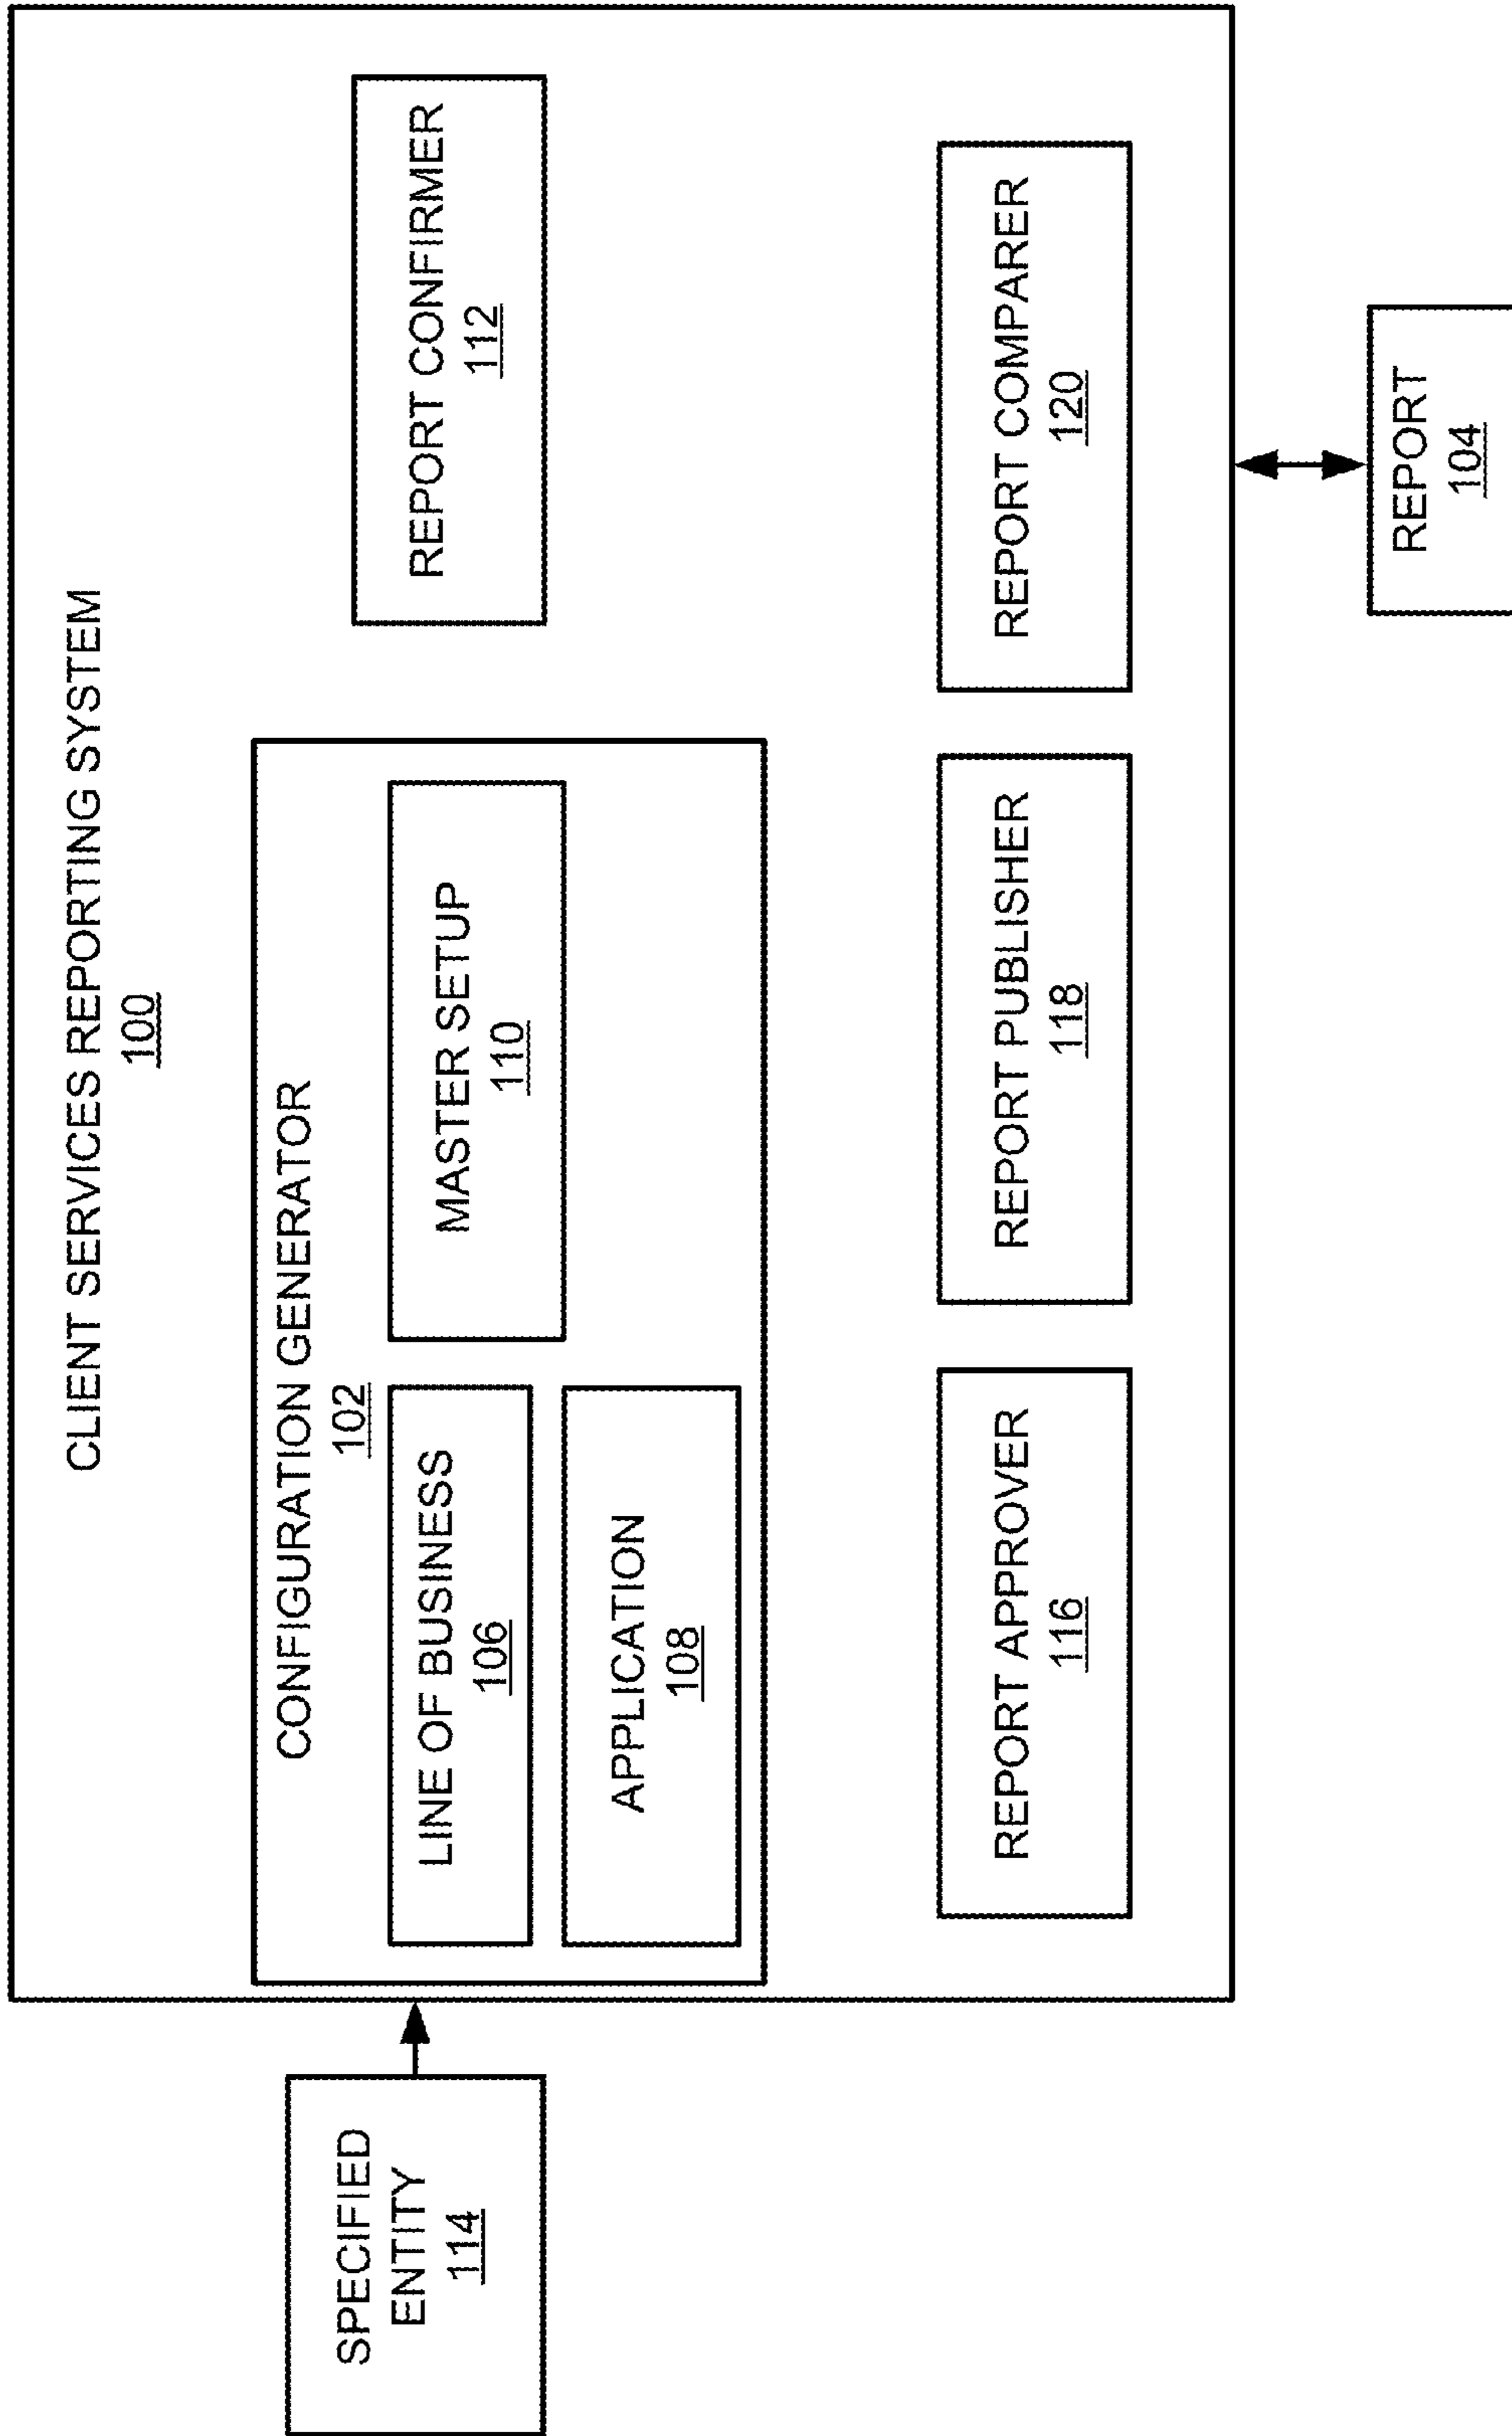 CLIENT SERVICES REPORTING SYSTEM
100
CONFIGURATION GENERATOR
102
LINE OF BUSINESS
106
APPLICATION
108
MASTER SETUP
110
REPORT CONFIRMER
112
SPECIFIED
ENTITY
114
REPORT APPROVER
116
REPORT PUBLISHER
118
REPORT COMPARER
120
REPORT
104